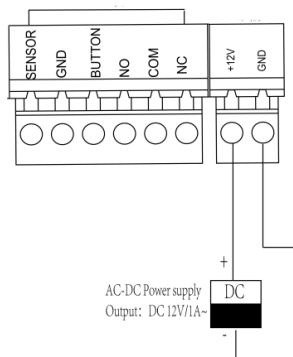 SENSOR
GND
BUTTON
NO
COM
NC
+12V
GND
+
AC-DC Power supply
DC
Output: DC 12V/1A~
-